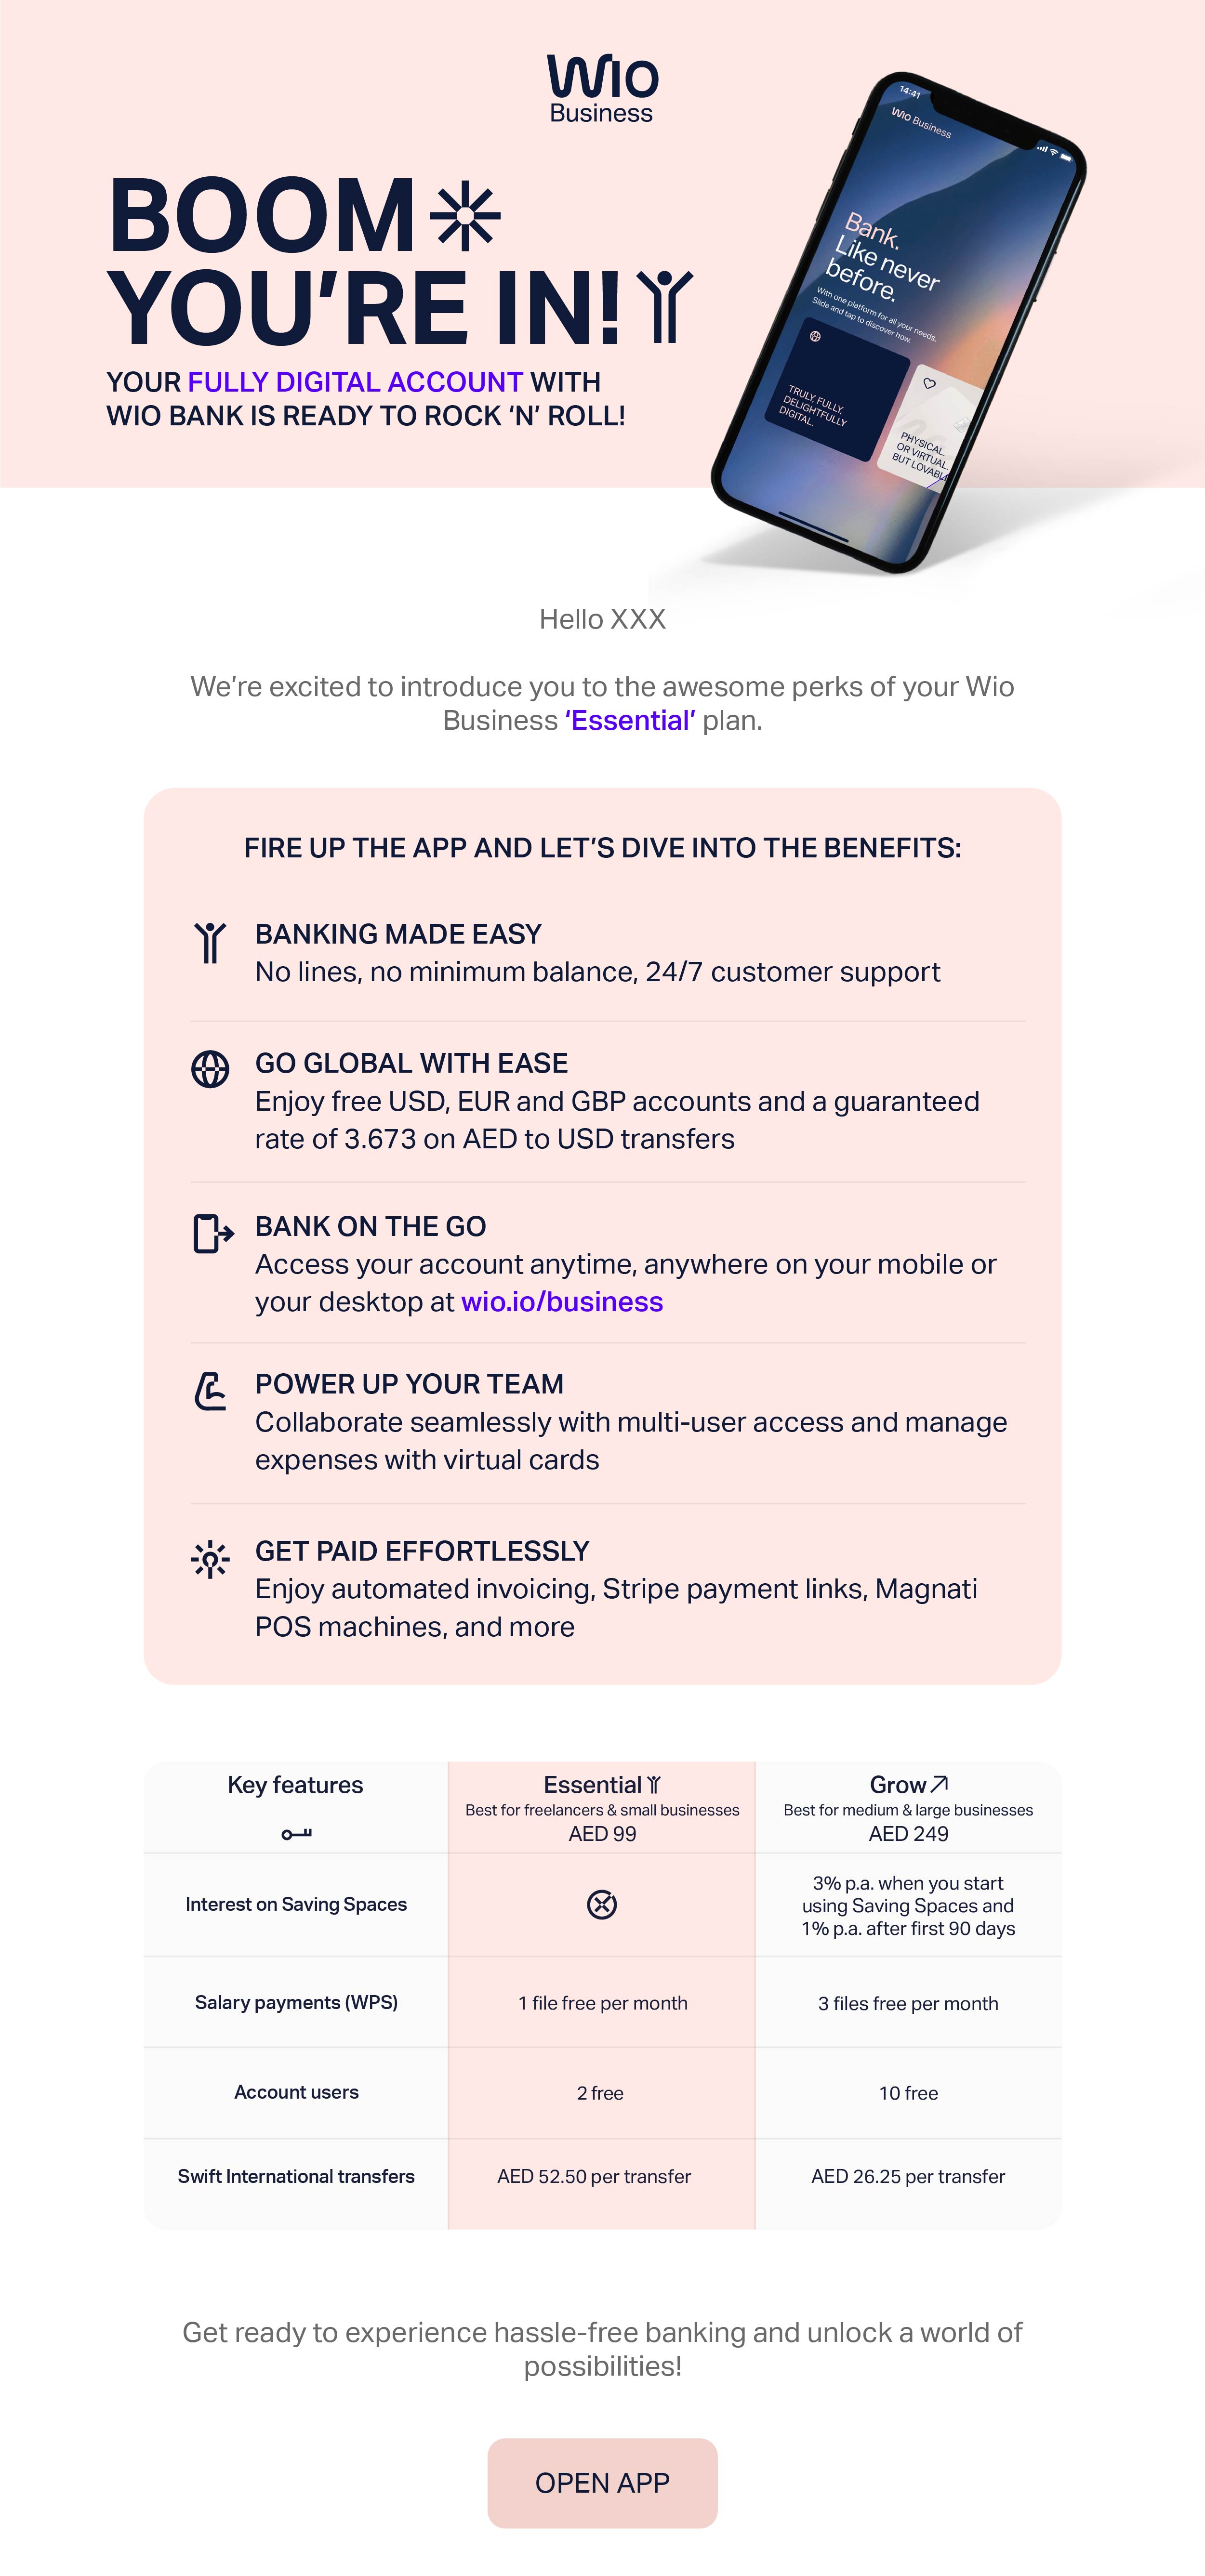 Wio
Business
14:41
Wio Business
Bank.
Like never
before.
With one platform for all your needs.
Slide and tap to discover how.
TRULY, FULLY,
DELIGHTFULLY
DIGITAL.
PHYSICAL.
OR VIRTUAL.
BUT LOVABLE
BOOM
YOU’RE IN!
YOUR FULLY DIGITAL ACCOUNT WITH
WIO BANK IS READY TO ROCK ‘N’ ROLL!
Hello XXX
We’re excited to introduce you to the awesome perks of your Wio
Business ‘Essential’ plan.
FIRE UP THE APP AND LET’S DIVE INTO THE BENEFITS:
BANKING MADE EASY
No lines, no minimum balance, 24/7 customer support
GO GLOBAL WITH EASE
Enjoy free USD, EUR and GBP accounts and a guaranteed
rate of 3.673 on AED to USD transfers
BANK ON THE GO
Access your account anytime, anywhere on your mobile or
your desktop at wio.io/business
POWER UP YOUR TEAM
Collaborate seamlessly with multi-user access and manage
expenses with virtual cards
GET PAID EFFORTLESSLY
Enjoy automated invoicing, Stripe payment links, Magnati
POS machines, and more
Key features
Essential
Best for freelancers & small businesses
AED 99
Grow
Best for medium & large businesses
AED 249
Interest on Saving Spaces
3% p.a. when you start
using Saving Spaces and
1% p.a. after first 90 days
Salary payments (WPS)
1 file free per month
3 files free per month
Account users
2 free
10 free
Swift International transfers
AED 52.50 per transfer
AED 26.25 per transfer
Get ready to experience hassle-free banking and unlock a world of
possibilities!
OPEN APP